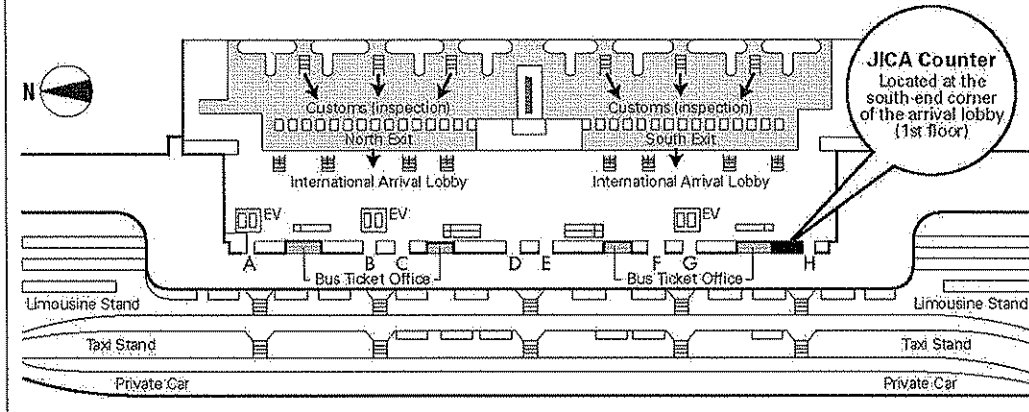 JICA Counter
Located at the
south-end corner
of the arrival lobby
(1st floor)
N
Customs (inspection)
Customs (inspection)
North Exit
South Exit
International Arrival Lobby
International Arrival Lobby
EV
EV
EV
A
B
C
D
E
F
G
H
Bus Ticket Office
Bus Ticket Office
Limousine Stand
Limousine Stand
Taxi Stand
Taxi Stand
Private Car
Private Car